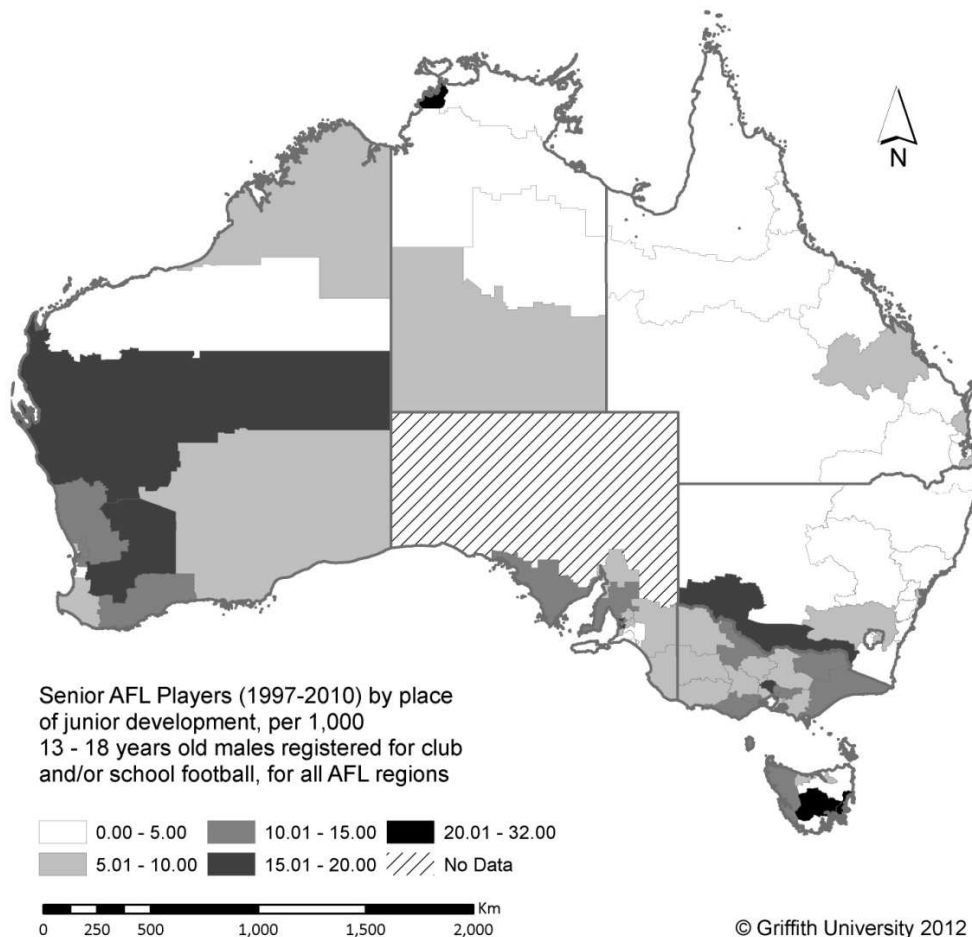 N
Senior AFL Players (1997-2010) by place
of junior development, per 1,000
13 - 18 years old males registered for club
and/or school football, for all AFL regions
0.00 - 5.00 10.01 - 15.00 20.01 - 32.00
5.01 - 10.00 15.01 - 20.00 No Data
Km
0 250 500 1,000 1,500 2,000
© Griffith University 2012